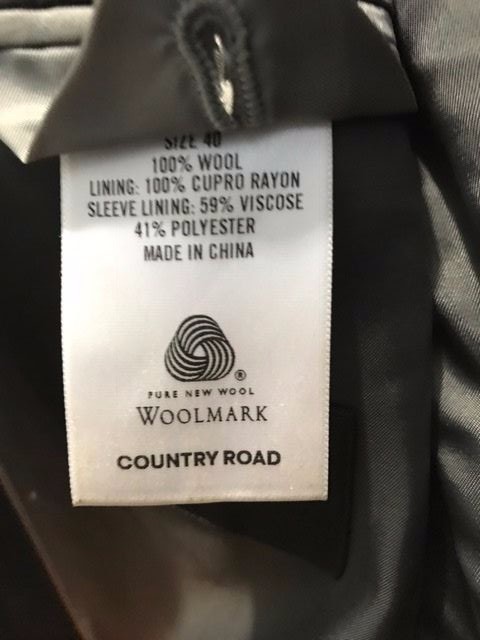 SIZE 40
100% WOOL
LINING: 100% CUPRO RAYON
SLEEVE LINING: 59% VISCOSE
41% POLYESTER
MADE IN CHINA
®
PURE NEW WOOL
WOOLMARK
COUNTRY ROAD